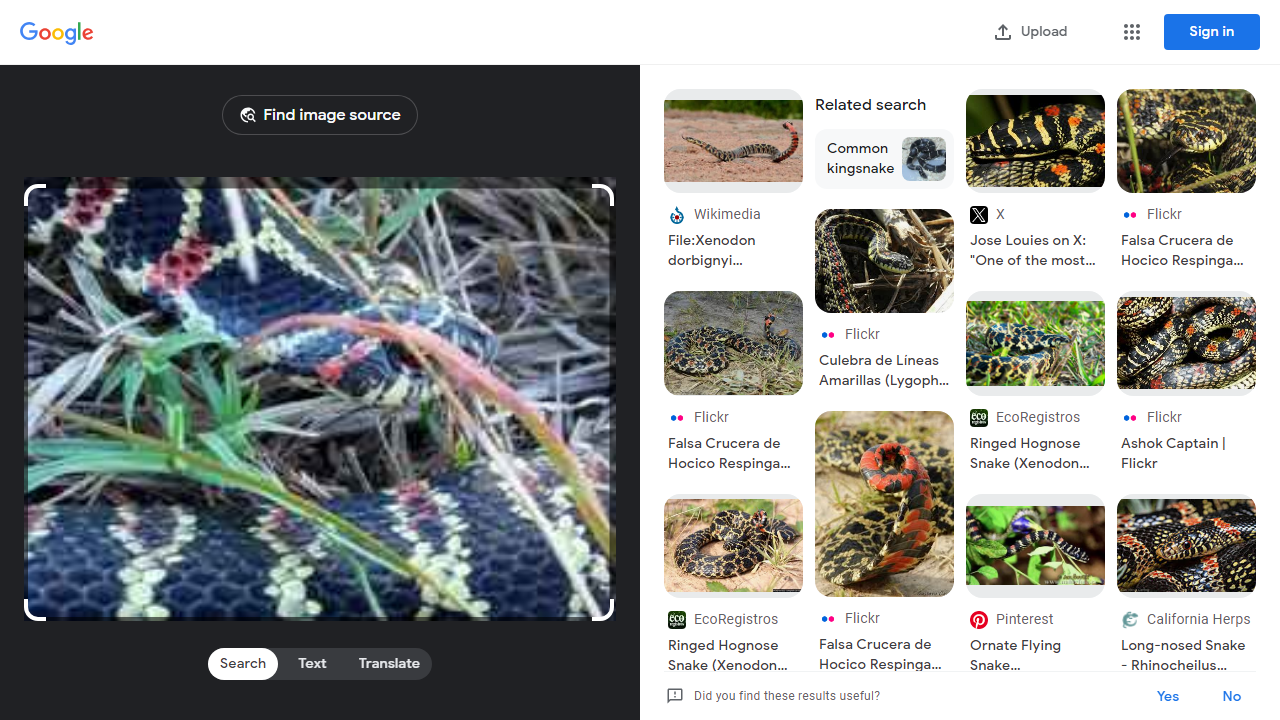 Google
Upload
Sign in
Find image source
Search
Text
Translate
Wikimedia
File:Xenodon
dorbignyi...
Flickr
Falsa Crucera de
Hocico Respinga...
EcoRegistros
Ringed Hognose
Snake (Xenodon...
Related search
Common
kingsnake
Flickr
Culebra de Líneas
Amarillas (Lygoph...
Flickr
Falsa Crucera de
Hocico Respinga...
X
Jose Louies on X:
"One of the most...
EcoRegistros
Ringed Hognose
Snake (Xenodon...
Pinterest
Ornate Flying
Snake...
Flickr
Falsa Crucera de
Hocico Respinga...
Flickr
Ashok Captain |
Flickr
California Herps
Long-nosed Snake
- Rhinocheilus...
Did you find these results useful?
Yes
No